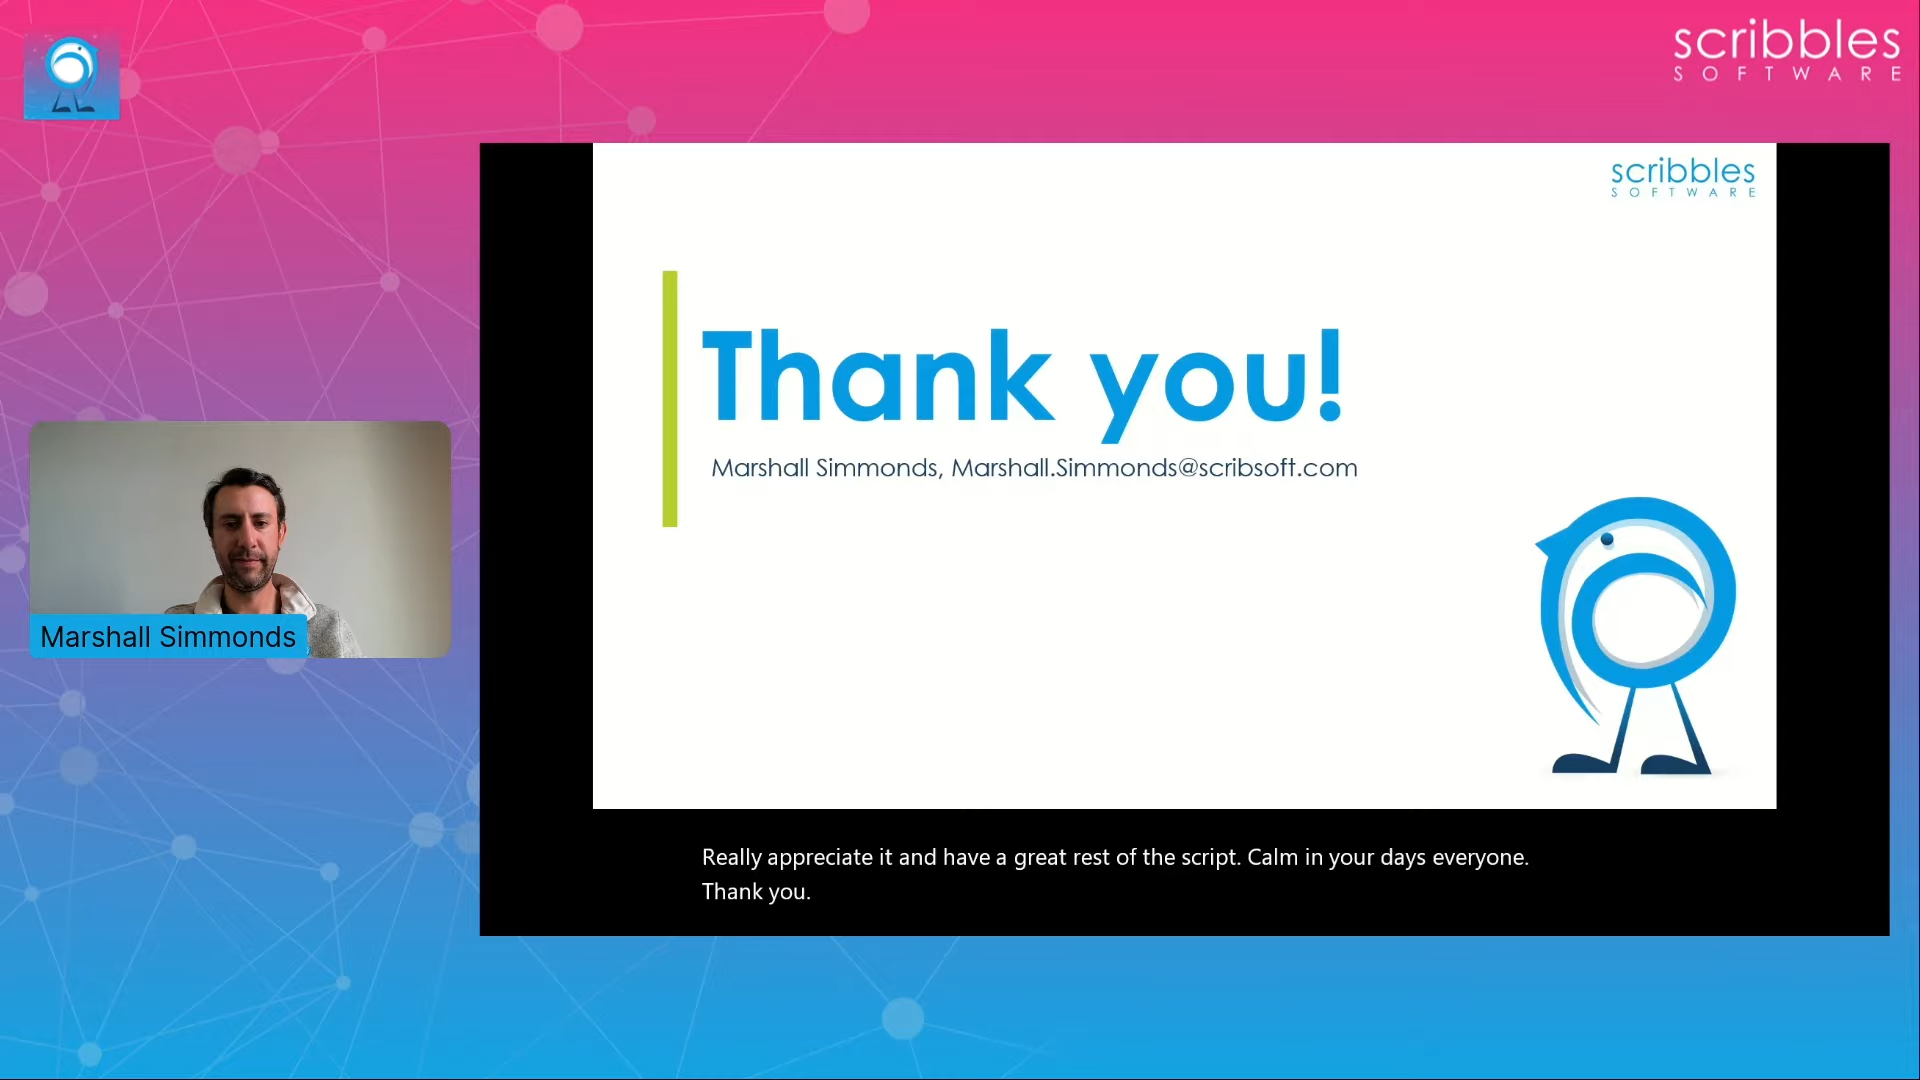 scribbles
SOFTWARE
scribbles
SOFTWARE
Thank you!
Marshall Simmonds, Marshall.Simmonds@scribsoft.com
Marshall Simmonds
Really appreciate it and have a great rest of the script. Calm in your days everyone.
Thank you.